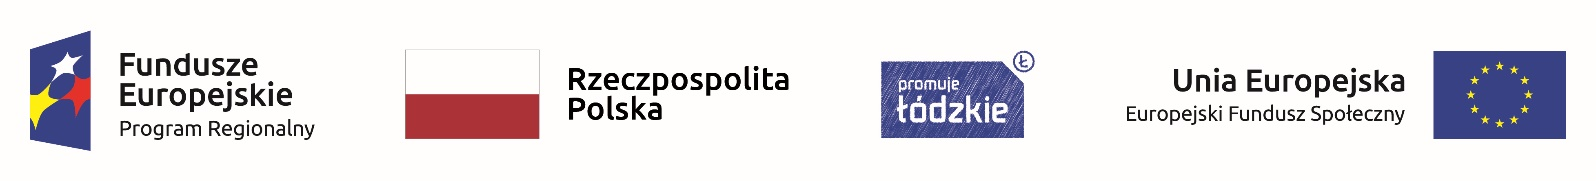 Fundusze
Europejskie
Program Regionalny
Rzeczpospolita
Polska
promuje
łódzkie
Ł
Unia Europejska
Europejski Fundusz Społeczny